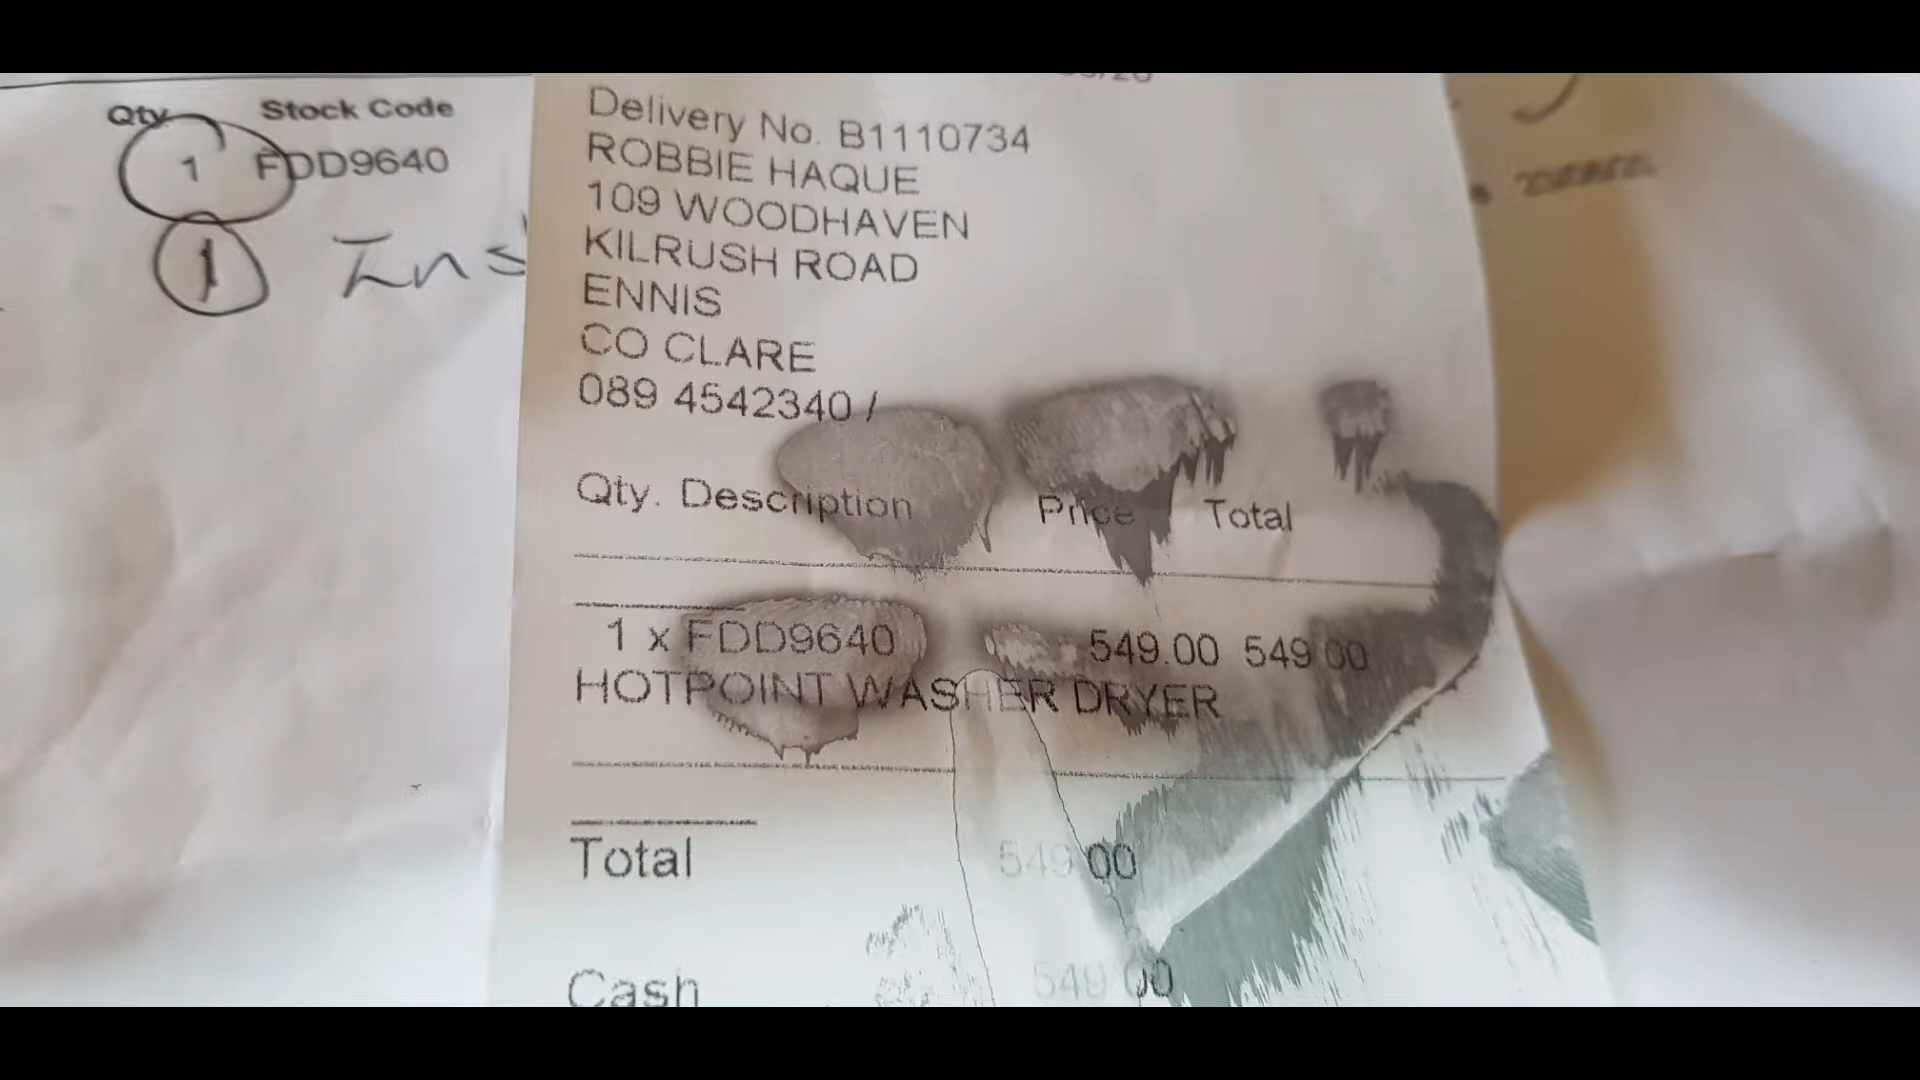 Qty Stock Code
1 FDD9640
1 Ins
Delivery No. B1110734
ROBBIE HAQUE
109 WOODHAVEN
KILRUSH ROAD
ENNIS
CO CLARE
089 4542340 /
Qty. Description Price Total
1 x FDD9640 549.00 549.00
HOTPOINT WASHER DRYER
Total 549.00
Cash 549.00